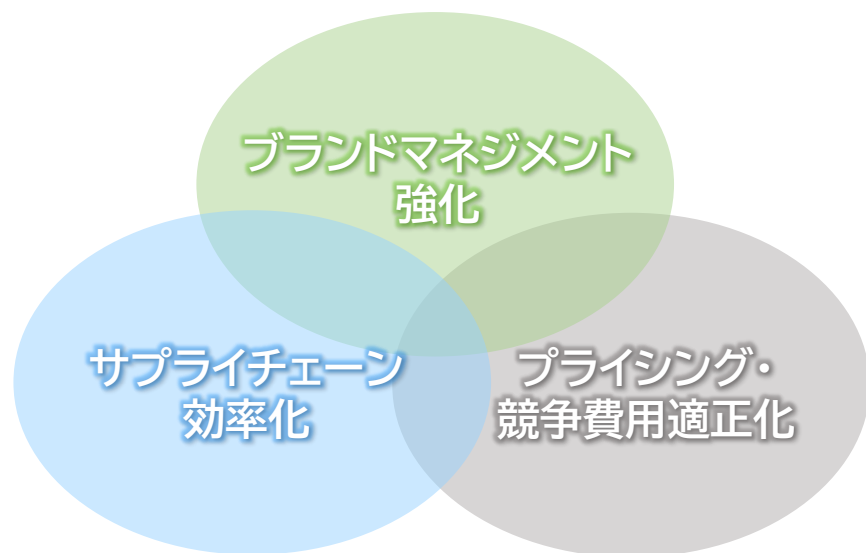 ブランドマネジメント
強化
サプライチェーン
効率化
プライシング・
競争費用適正化